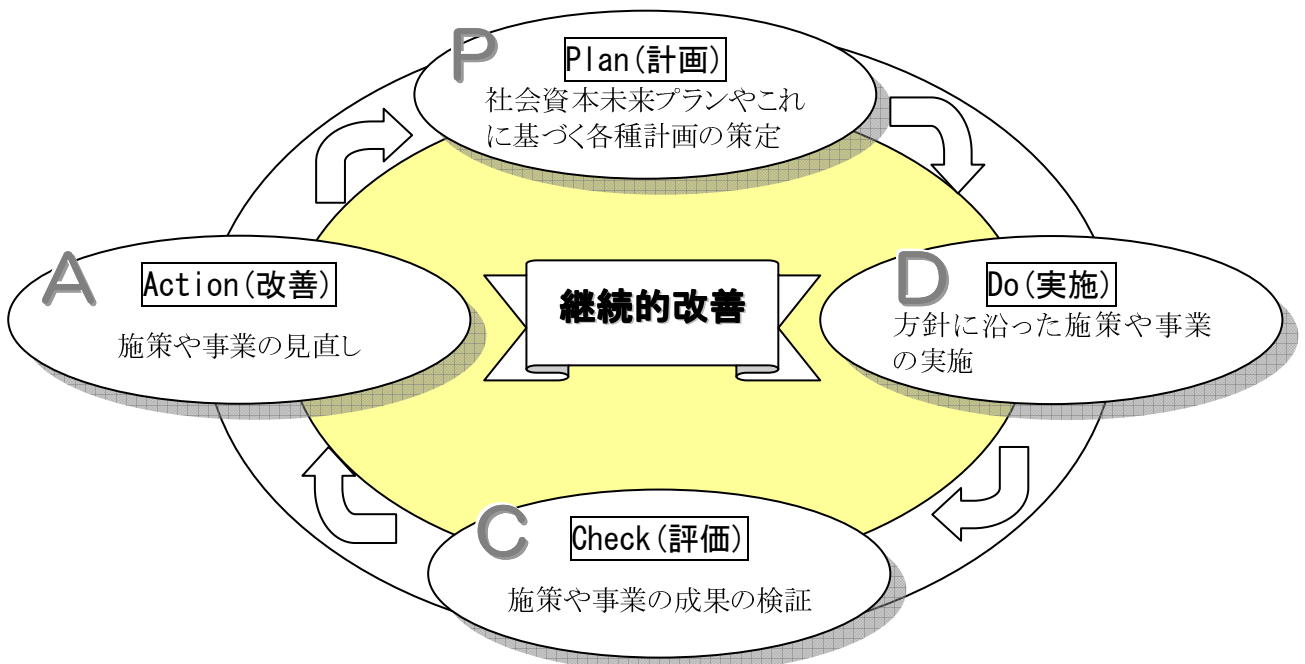 P
Plan(計画)
社会資本未来プランやこれ
に基づく各種計画の策定
A
Action(改善)
施策や事業の見直し
継続的改善
D
Do(実施)
方針に沿った施策や事業
の実施
C
Check(評価)
施策や事業の成果の検証